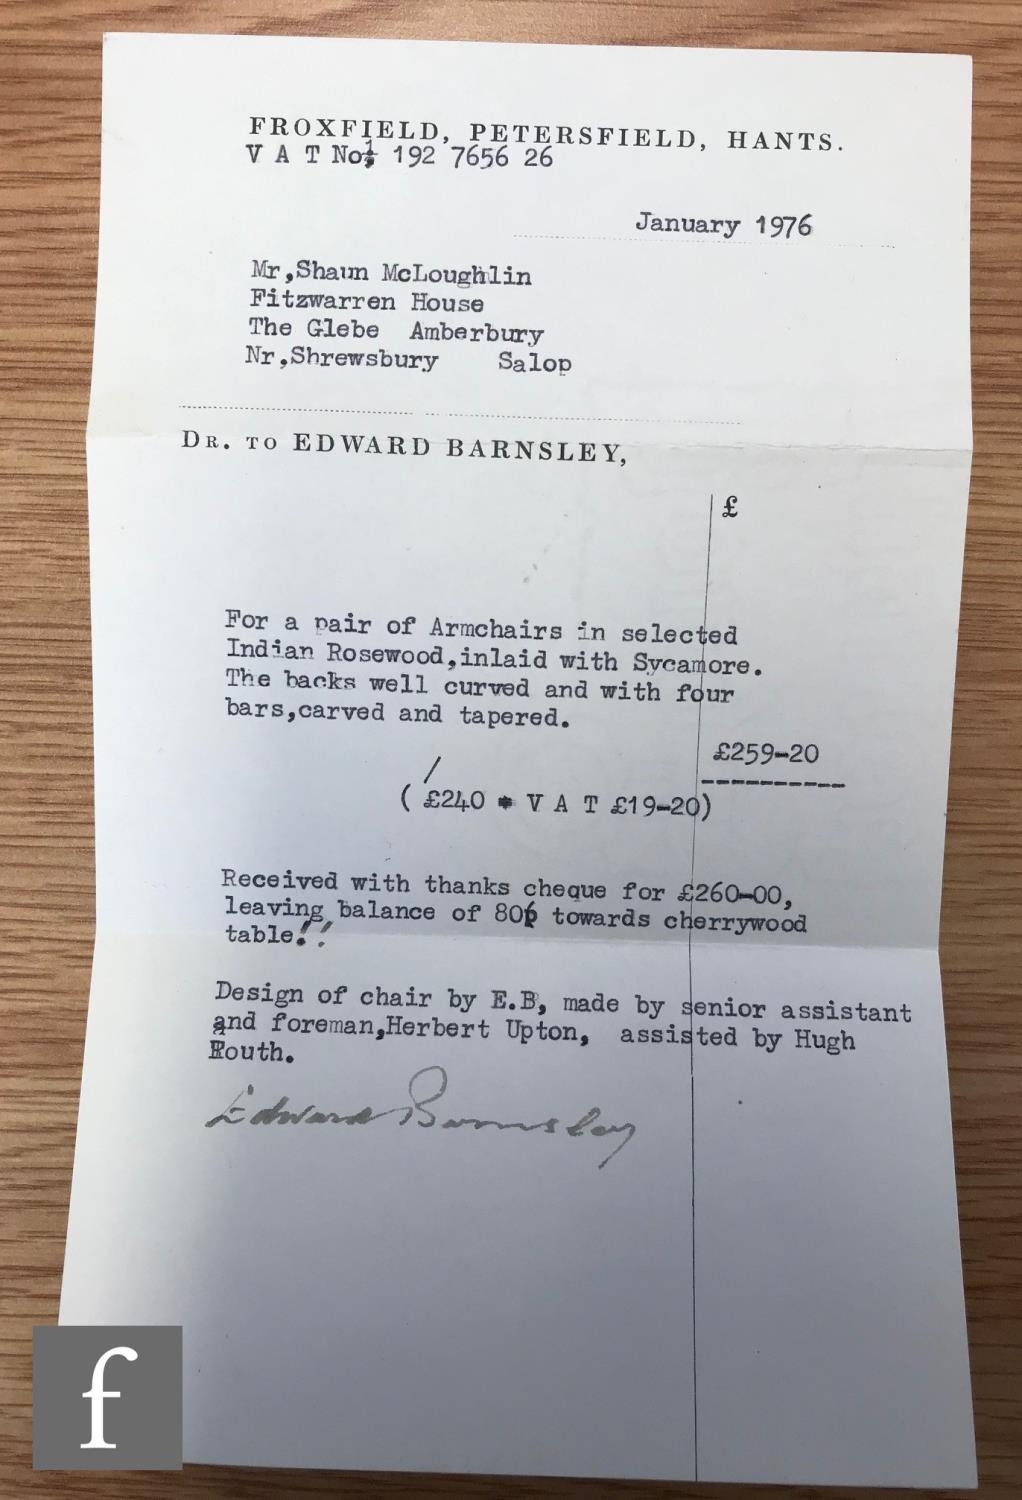 FROXFIELD, PETERSFIELD, HANTS.
V A T No; 192 7656 26
January 1976
Mr,Shaun McLoughlin
Fitzwarren House
The Glebe Amberbury
Nr,Shrewsbury Salop
DR. TO EDWARD BARNSLEY,
£
For a pair of Armchairs in selected
Indian Rosewood,inlaid with Sycamore.
The backs well curved and with four
bars,carved and tapered.
£259-20
( £240 + V A T £19-20)
Received with thanks cheque for £260-00,
leaving balance of 80p towards cherrywood
table!!
Design of chair by E.B, made by senior assistant
and foreman,Herbert Upton, assisted by Hugh
Routh.
Edward Barnsley
f